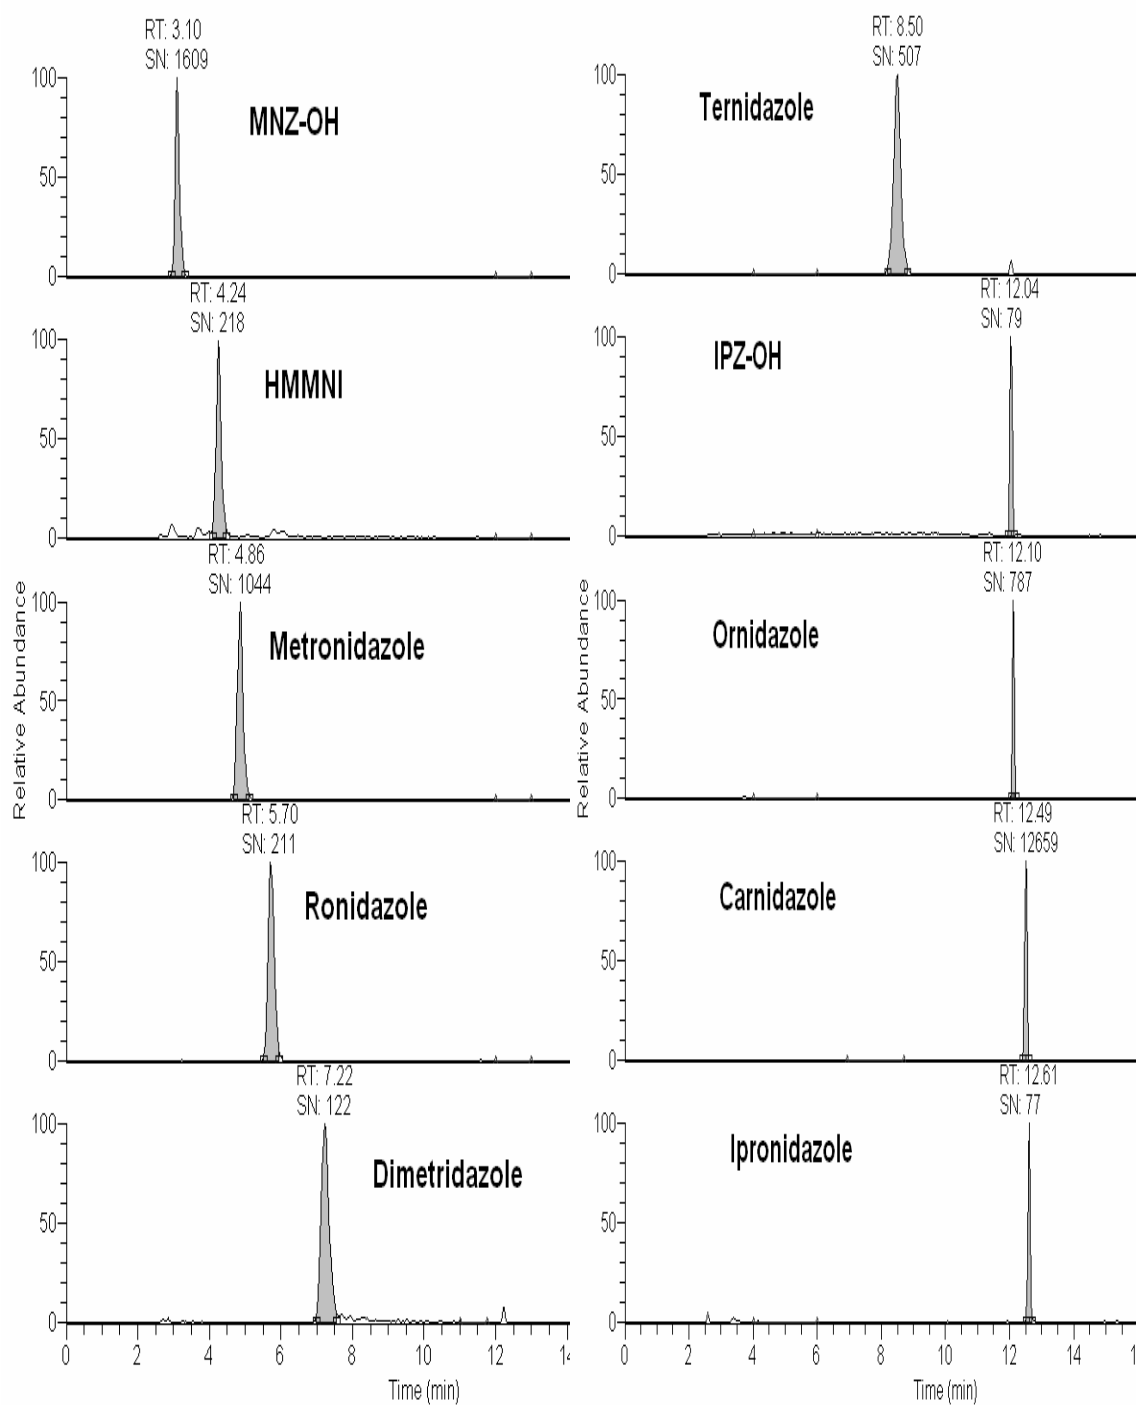 RT: 3.10
SN: 1609
100
50
0
MNZ-OH
RT: 4.24
SN: 218
100
50
0
HMMNI
RT: 4.86
SN: 1044
100
50
0
Metronidazole
RT: 5.70
SN: 211
100
50
0
Ronidazole
RT: 7.22
SN: 122
100
50
0
Dimetridazole
Relative Abundance
0 2 4 6 8 10 12 14
Time (min)
RT: 8.50
SN: 507
100
50
0
Ternidazole
RT: 12.04
SN: 79
100
50
0
IPZ-OH
RT: 12.10
SN: 787
100
50
0
Ornidazole
RT: 12.49
SN: 12659
100
50
0
Carnidazole
RT: 12.61
SN: 77
100
50
0
Ipronidazole
Relative Abundance
0 2 4 6 8 10 12 14
Time (min)